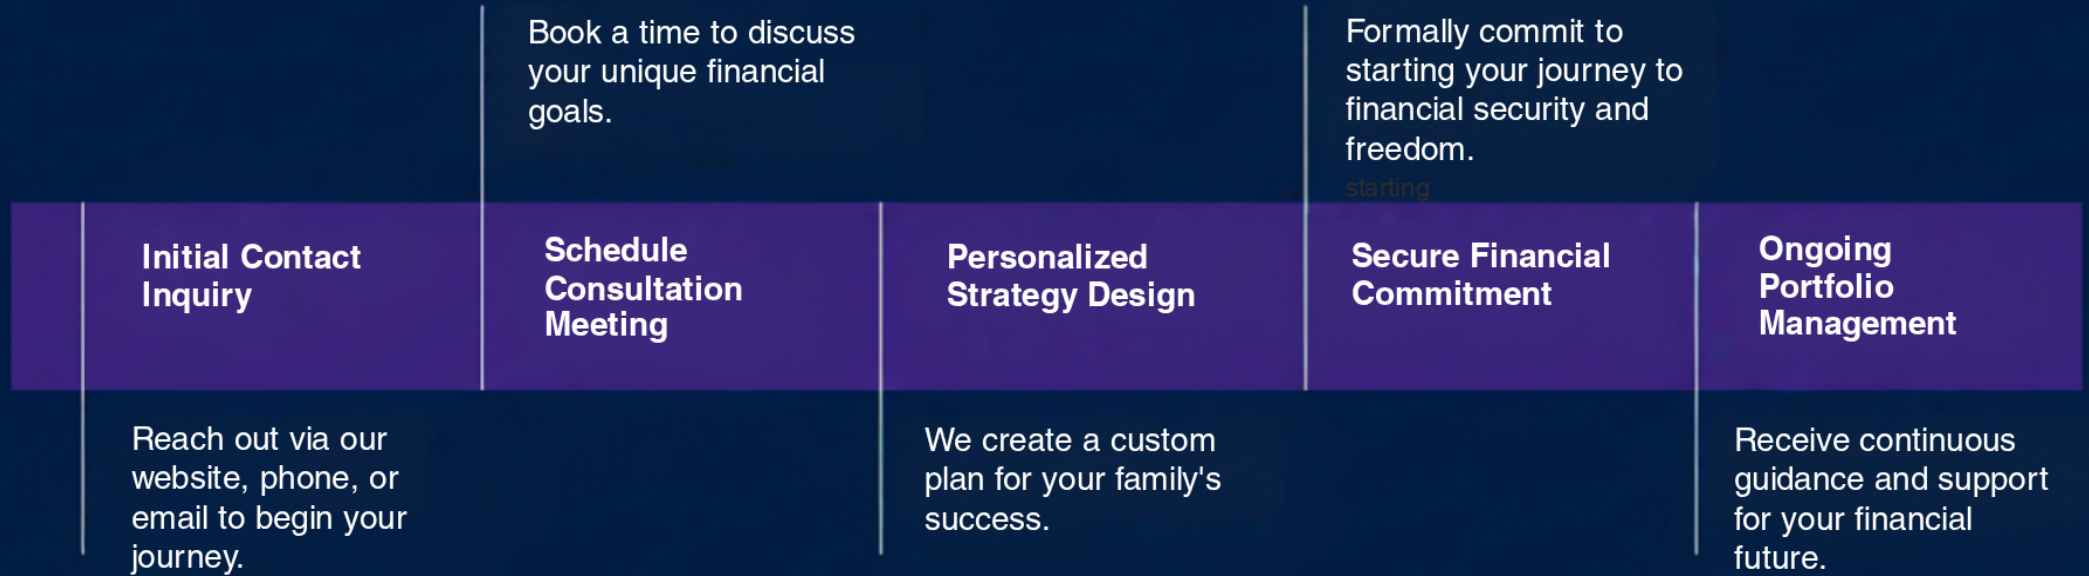 Book a time to discuss
your unique financial
goals.
Formally commit to
starting your journey to
financial security and
freedom.
starting
Initial Contact
Inquiry
Schedule
Consultation
Meeting
Personalized
Strategy Design
Secure Financial
Commitment
Ongoing
Portfolio
Management
Reach out via our
website, phone, or
email to begin your
journey.
We create a custom
plan for your family's
success.
Receive continuous
guidance and support
for your financial
future.